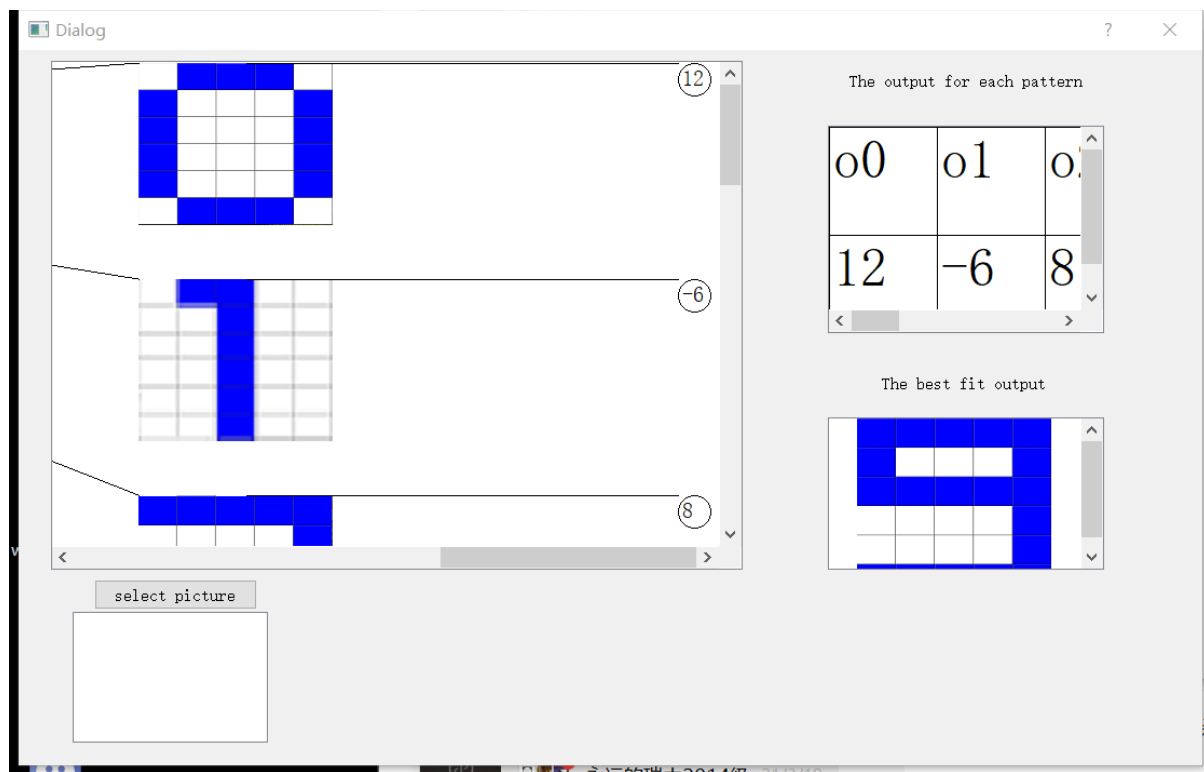 Dialog
12
The output for each pattern
o0 o1
12 -6 8
-6
The best fit output
8
select picture